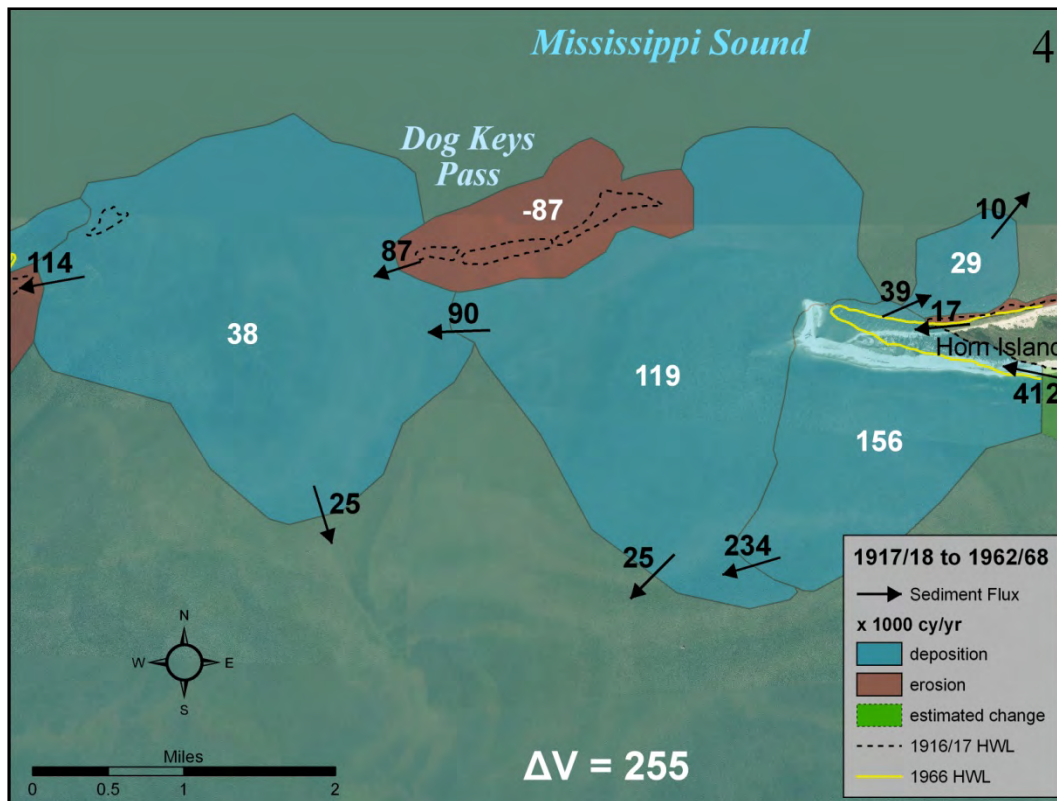 Mississippi Sound
4
Dog Keys
Pass
-87
10
29
114
87
39
17
90
38
Horn Island
119
412
156
25
25
234
N
W
E
S
Miles
0
0.5
1
2
ΔV = 255
1917/18 to 1962/68
Sediment Flux
x 1000 cy/yr
deposition
erosion
estimated change
1916/17 HWL
1966 HWL